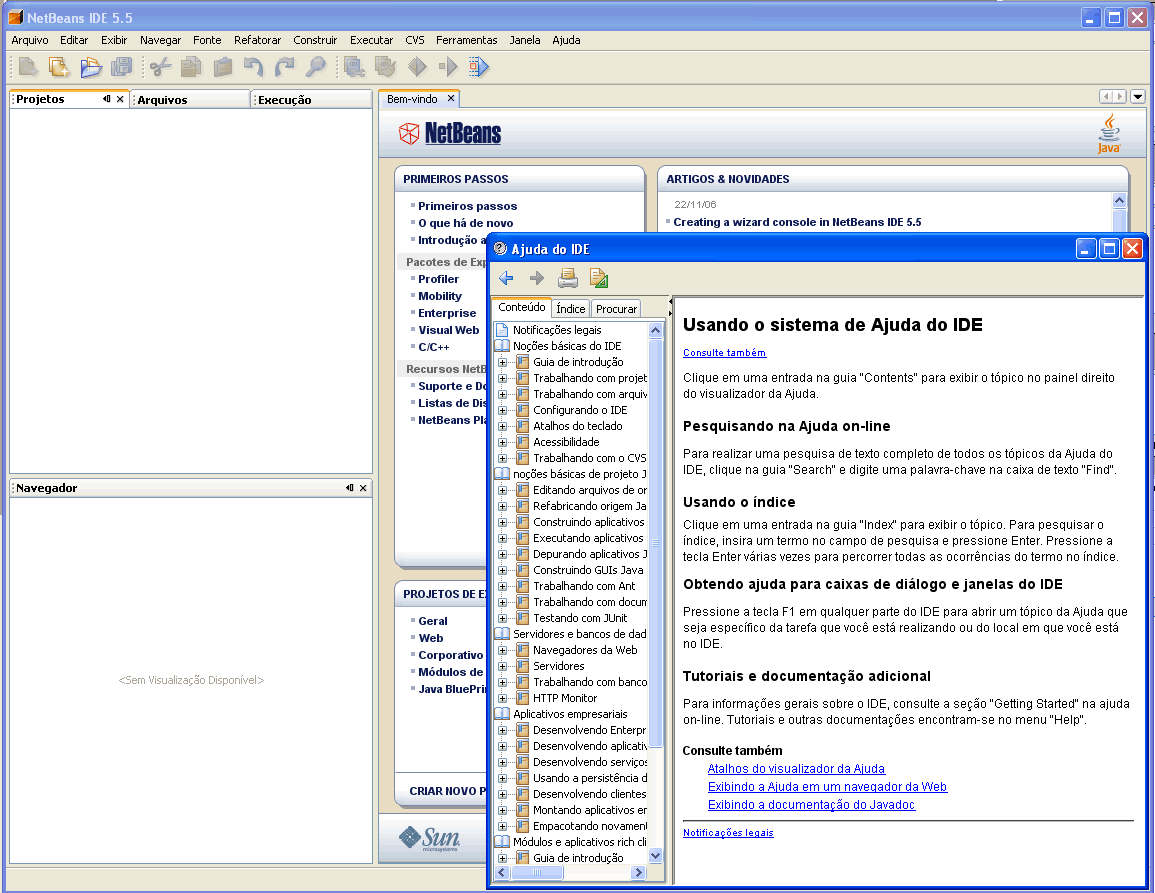 NetBeans IDE 5.5
Arquivo Editar Exibir Navegar Fonte Refatorar Construir Executar CVS Ferramentas Janela Ajuda
Projetos
Arquivos
Execução
Navegador
<Sem Visualização Disponível>
Bem-vindo
NetBeans
Java
PRIMEIROS PASSOS
Primeiros passos
O que há de novo
Introdução a
Pacotes de Exp
Profiler
Mobility
Enterprise
Visual Web
C/C++
Recursos NetB
Suporte e Do
Listas de Dis
NetBeans Pla
PROJETOS DE E
Geral
Web
Corporativo
Módulos de
Java BluePrin
CRIAR NOVO P
Sun
microsystems
ARTIGOS & NOVIDADES
22/11/06
Creating a wizard console in NetBeans IDE 5.5
Ajuda do IDE
Conteúdo Índice Procurar
Notificações legais
Noções básicas do IDE
Guia de introdução
Trabalhando com projet
Trabalhando com arquiv
Configurando o IDE
Atalhos do teclado
Acessibilidade
Trabalhando com o CVS
noções básicas de projeto J
Editando arquivos de or
Refabricando origem Ja
Construindo aplicativos
Executando aplicativos
Depurando aplicativos J
Construindo GUIs Java
Trabalhando com Ant
Trabalhando com docum
Testando com JUnit
Servidores e bancos de dad
Navegadores da Web
Servidores
Trabalhando com banco
HTTP Monitor
Aplicativos empresariais
Desenvolvendo Enterpr
Desenvolvendo aplicativ
Desenvolvendo serviços
Usando a persistência d
Desenvolvendo clientes
Montando aplicativos em
Empacotando novament
Módulos e aplicativos rich cli
Guia de introdução
Usando o sistema de Ajuda do IDE
Consulte também
Clique em uma entrada na guia "Contents" para exibir o tópico no painel direito
do visualizador da Ajuda.
Pesquisando na Ajuda on-line
Para realizar uma pesquisa de texto completo de todos os tópicos da Ajuda do
IDE, clique na guia "Search" e digite uma palavra-chave na caixa de texto "Find".
Usando o índice
Clique em uma entrada na guia "Index" para exibir o tópico. Para pesquisar o
índice, insira um termo no campo de pesquisa e pressione Enter. Pressione a
tecla Enter várias vezes para percorrer todas as ocorrências do termo no índice.
Obtendo ajuda para caixas de diálogo e janelas do IDE
Pressione a tecla F1 em qualquer parte do IDE para abrir um tópico da Ajuda que
seja específico da tarefa que você está realizando ou do local em que você está
no IDE.
Tutoriais e documentação adicional
Para informações gerais sobre o IDE, consulte a seção "Getting Started" na ajuda
on-line. Tutoriais e outras documentações encontram-se no menu "Help".
Consulte também
Atalhos do visualizador da Ajuda
Exibindo a Ajuda em um navegador da Web
Exibindo a documentação do Javadoc
Notificações legais